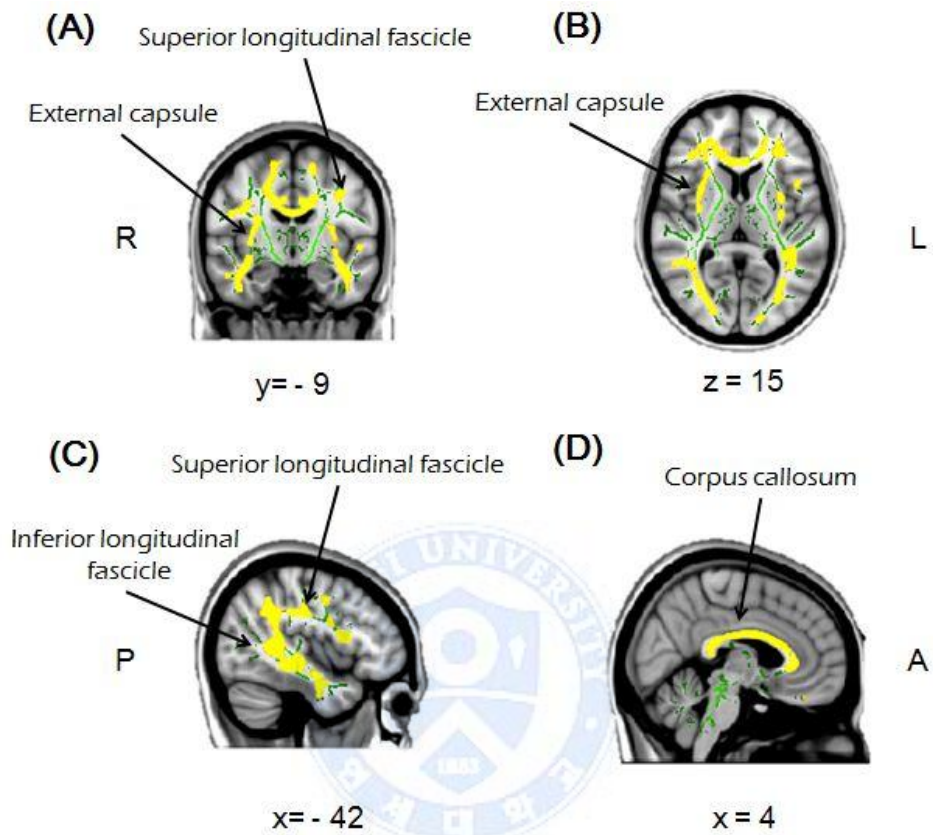 (A)
Superior longitudinal fascicle
External capsule
R
y= - 9
(B)
External capsule
L
z = 15
(C)
Superior longitudinal fascicle
Inferior longitudinal
fascicle
P
x= - 42
(D)
Corpus callosum
A
x = 4
UNIVERSITY